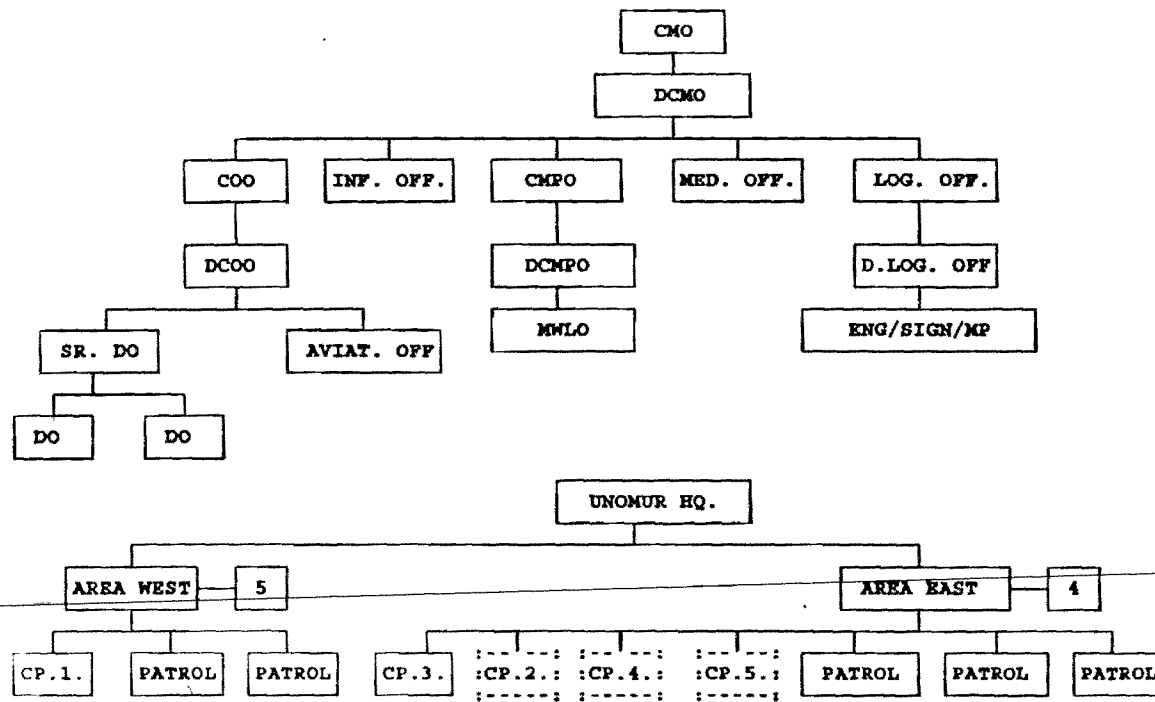 CMO
DCMO
COO INF. OFF. CMPO MED. OFF. LOG. OFF.
DCOO DCMPO D.LOG. OFF
SR. DO AVIAT. OFF MWLO ENG/SIGN/MP
DO DO
UNOMUR HQ.
AREA WEST 5 AREA EAST 4
CP.1. PATROL PATROL CP.3. CP.2. CP.4. CP.5. PATROL PATROL PATROL